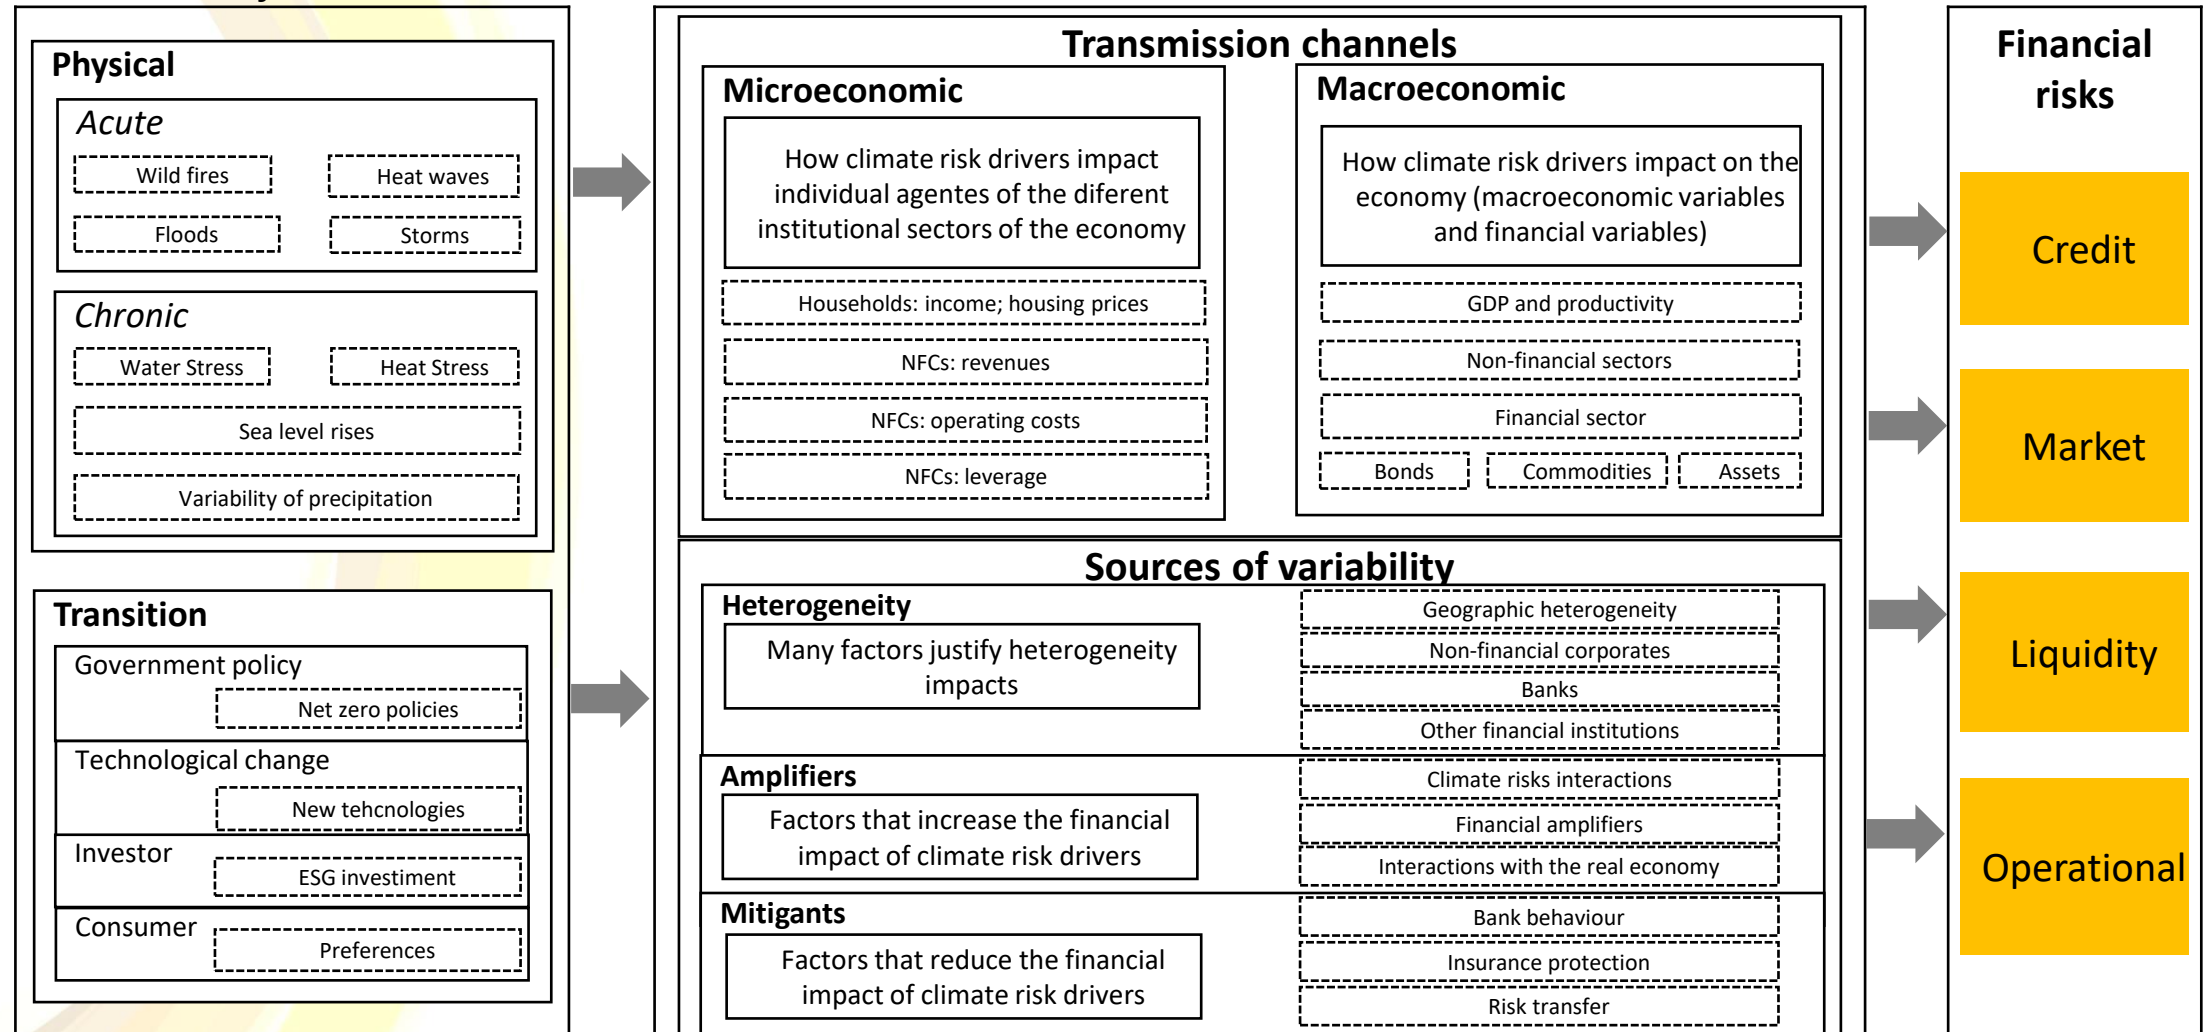 Physical
Acute
Wild fires
Heat waves
Floods
Storms
Chronic
Water Stress
Heat Stress
Sea level rises
Variability of precipitation
Transition
Government policy
Net zero policies
Technological change
New tehcnologies
Investor
ESG investiment
Consumer
Preferences
Transmission channels
Microeconomic
How climate risk drivers impact
individual agentes of the diferent
institutional sectors of the economy
Households: income; housing prices
NFCs: revenues
NFCs: operating costs
NFCs: leverage
Macroeconomic
How climate risk drivers impact on the
economy (macroeconomic variables
and financial variables)
GDP and productivity
Non-financial sectors
Financial sector
Bonds
Commodities
Assets
Sources of variability
Heterogeneity
Many factors justify heterogeneity
impacts
Geographic heterogeneity
Non-financial corporates
Banks
Other financial institutions
Amplifiers
Factors that increase the financial
impact of climate risk drivers
Climate risks interactions
Financial amplifiers
Interactions with the real economy
Mitigants
Factors that reduce the financial
impact of climate risk drivers
Bank behaviour
Insurance protection
Risk transfer
Financial
risks
Credit
Market
Liquidity
Operational